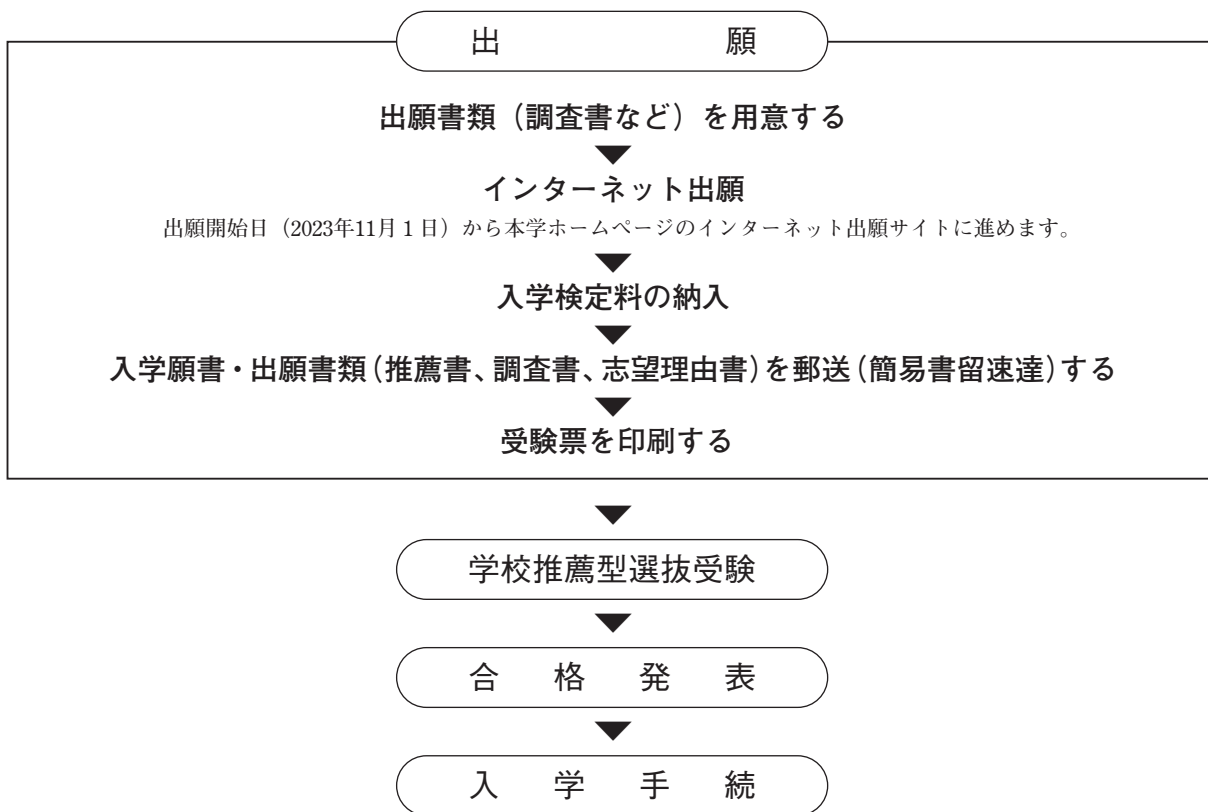 出願
出願書類（調査書など）を用意する
インターネット出願
出願開始日（2023年11月１日）から本学ホームページのインターネット出願サイトに進めます。
入学検定料の納入
入学願書・出願書類（推薦書、調査書、志望理由書）を郵送（簡易書留速達）する
受験票を印刷する
学校推薦型選抜受験
合格発表
入学手続